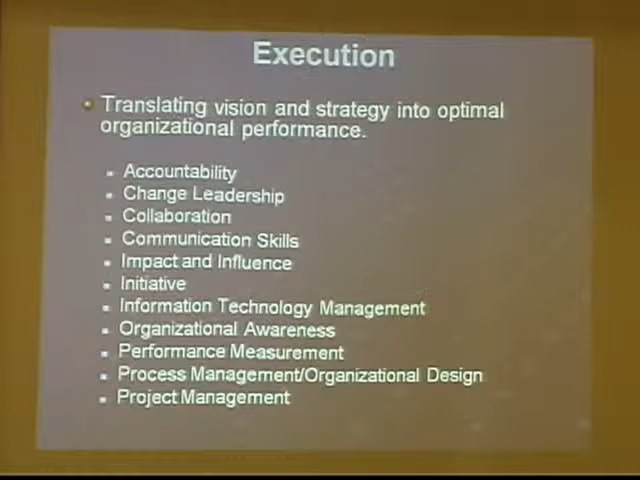 Execution
Translating vision and strategy into optimal
organizational performance.
Accountability
Change Leadership
Collaboration
Communication Skills
Impact and Influence
Initiative
Information Technology Management
Organizational Awareness
Performance Measurement
Process Management/Organizational Design
Project Management